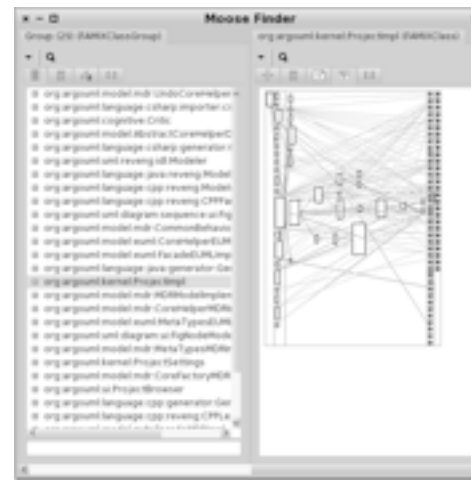 Moose Finder
Group (29) (FAMIXClassGroup)
org.argouml.kernel.ProjectImpl (FAMIXClass)
org.argouml.model.mdr.UndoCoreHelper
org.argouml.language.csharp.importer.cs
org.argouml.cognitive.Critic
org.argouml.model.AbstractCoreHelperD
org.argouml.language.csharp.generator
org.argouml.uml.reveng.idl.Modeler
org.argouml.language.java.reveng.Model
org.argouml.language.cpp.reveng.Model
org.argouml.language.cpp.reveng.CPPPar
org.argouml.uml.diagram.sequence.ui.Fig
org.argouml.model.mdr.CommonBehavio
org.argouml.model.euml.CoreHelperEUM
org.argouml.model.euml.FacadeEUMLImp
org.argouml.language.java.generator.Ge
org.argouml.kernel.ProjectImpl
org.argouml.model.mdr.MDRModelImplem
org.argouml.model.mdr.CoreHelperMDR
org.argouml.model.euml.MetaTypesEUML
org.argouml.uml.diagram.ui.FigNodeMode
org.argouml.model.mdr.MetaTypesMDRI
org.argouml.kernel.ProjectSettings
org.argouml.model.mdr.CoreFactoryMDR
org.argouml.ui.ProjectBrowser
org.argouml.language.cpp.generator.Ger
org.argouml.language.cpp.reveng.CPPLe